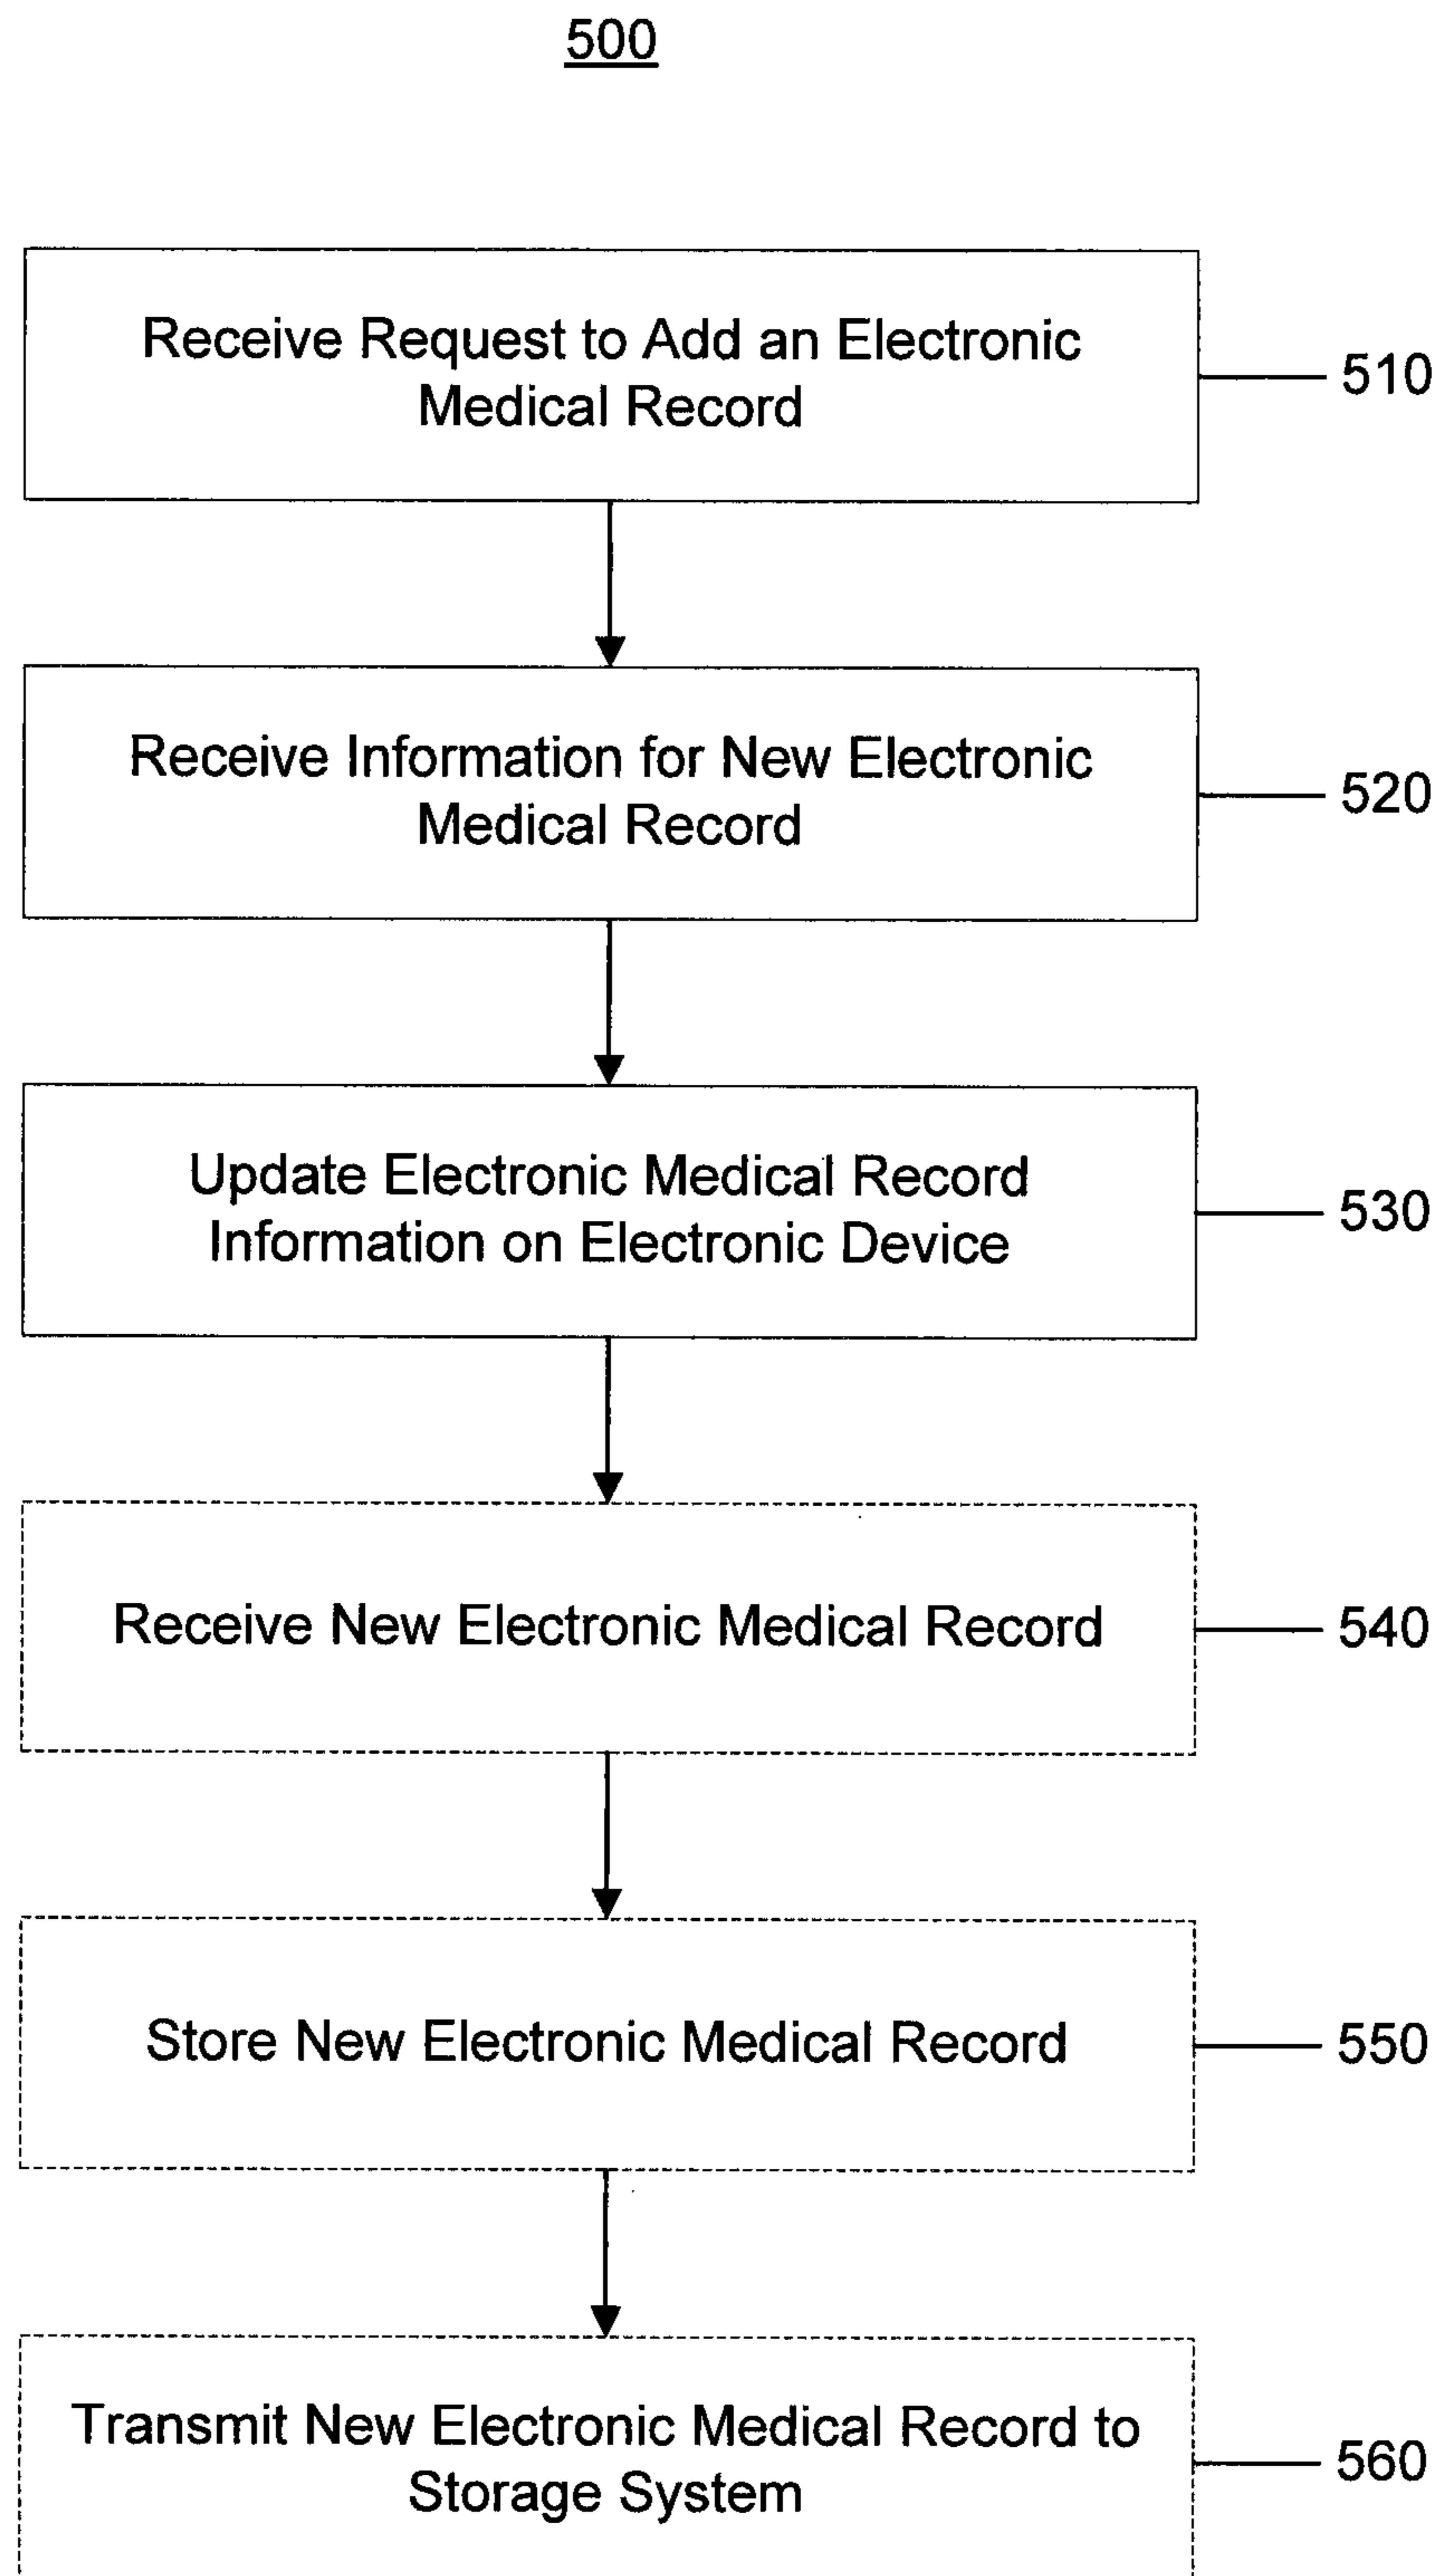 500
Receive Request to Add an Electronic
Medical Record
510
Receive Information for New Electronic
Medical Record
520
Update Electronic Medical Record
Information on Electronic Device
530
Receive New Electronic Medical Record
540
Store New Electronic Medical Record
550
Transmit New Electronic Medical Record to
Storage System
560